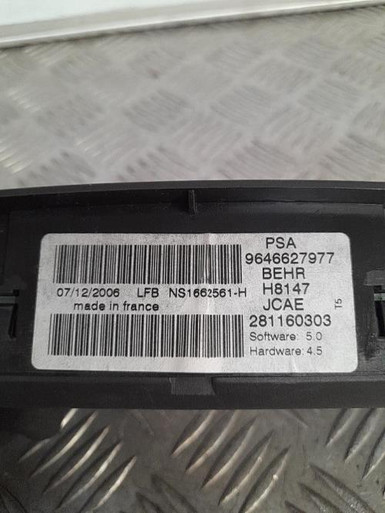 PSA
9646627977
BEHR
H8147
JCAE
281160303
T5
Software: 5.0
Hardware: 4.5
07/12/2006 LFB NS1662561-H
made in france